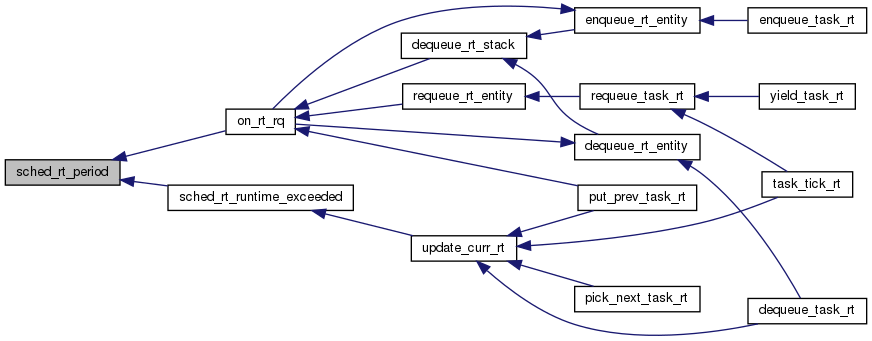 sched_rt_period
on_rt_rq
sched_rt_runtime_exceeded
dequeue_rt_stack
requeue_rt_entity
update_curr_rt
enqueue_rt_entity
requeue_task_rt
dequeue_rt_entity
put_prev_task_rt
pick_next_task_rt
enqueue_task_rt
yield_task_rt
task_tick_rt
dequeue_task_rt